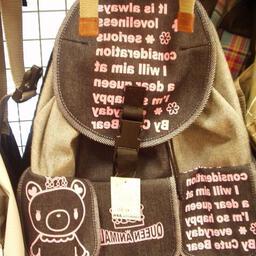 It is always
loveliness
serious
consideration
I will aim at
a dear queen
I'm so happy
everyday
By Cute Bear
QUEEN ANIMAL
consideration
I will aim at
a dear queen
I'm so happy
everyday
By Cute Bear